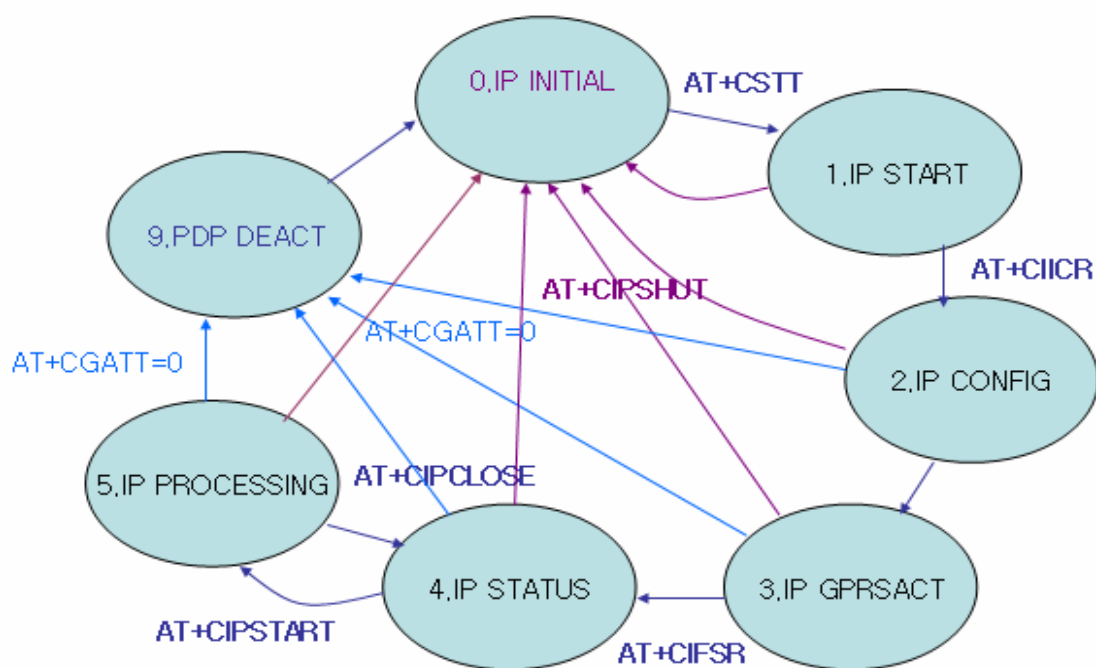 0,IP INITIAL
AT+CSTT
1,IP START
9,PDP DEACT
AT+CIICR
AT+CIPSHUT
AT+CGATT=0
AT+CGATT=0
2,IP CONFIG
5,IP PROCESSING
AT+CIPCLOSE
4,IP STATUS
3,IP GPRSACT
AT+CIPSTART
AT+CIFSR